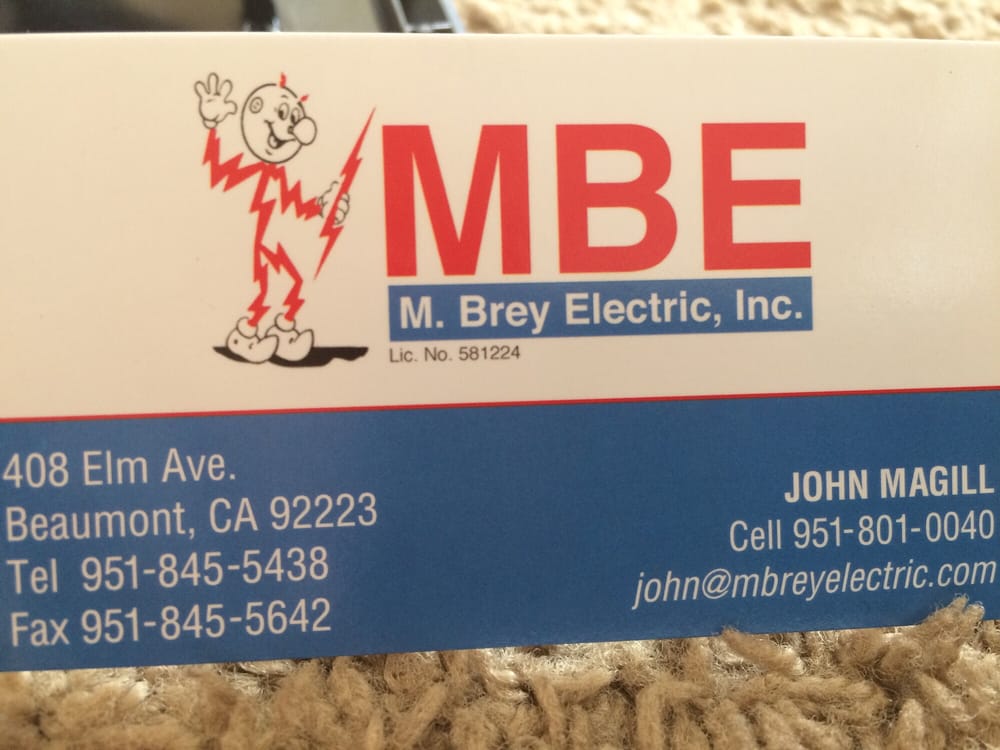 MBE
M. Brey Electric, Inc.
Lic. No. 581224
408 Elm Ave.
Beaumont, CA 92223
Tel 951-845-5438
Fax 951-845-5642
JOHN MAGILL
Cell 951-801-0040
john@mbreyelectric.com